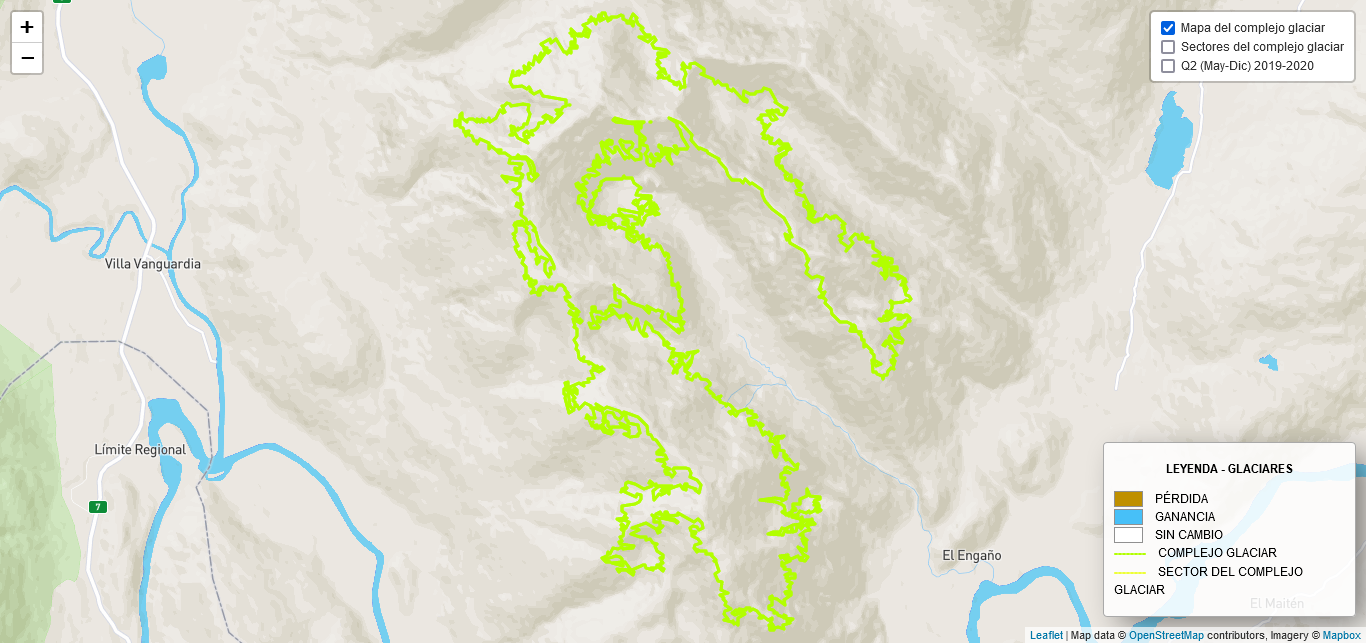 +
−
Mapa del complejo glaciar
Sectores del complejo glaciar
Q2 (May-Dic) 2019-2020
Villa Vanguardia
Límite Regional
7
El Engaño
LEYENDA - GLACIARES
PÉRDIDA
GANANCIA
SIN CAMBIO
COMPLEJO GLACIAR
SECTOR DEL COMPLEJO
GLACIAR
El Maitén
Leaflet | Map data © OpenStreetMap contributors, Imagery © Mapbox